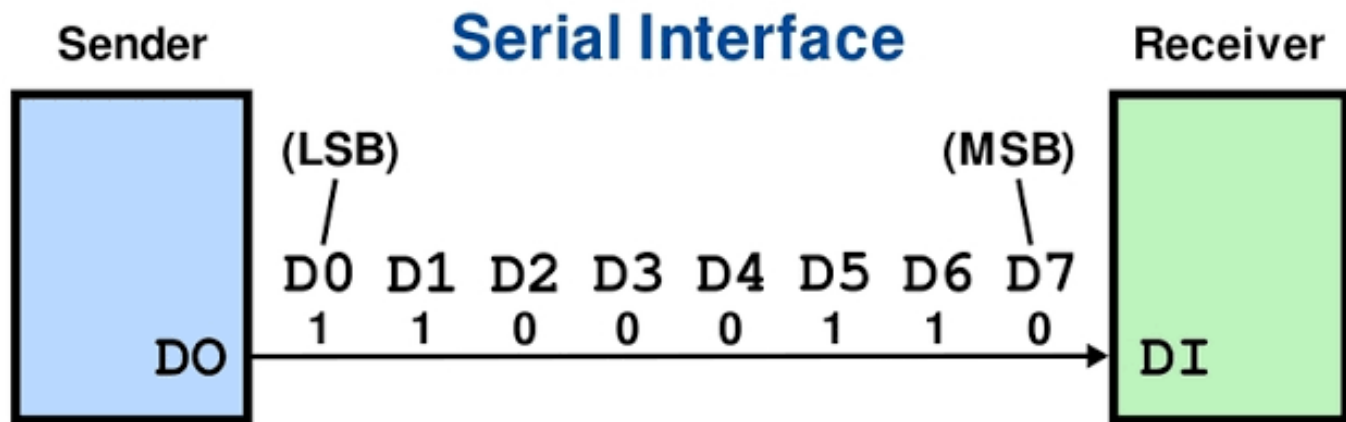 Sender Serial Interface Receiver
(LSB) (MSB)
D0 D1 D2 D3 D4 D5 D6 D7
1 1 0 0 0 1 1 0
DO DI